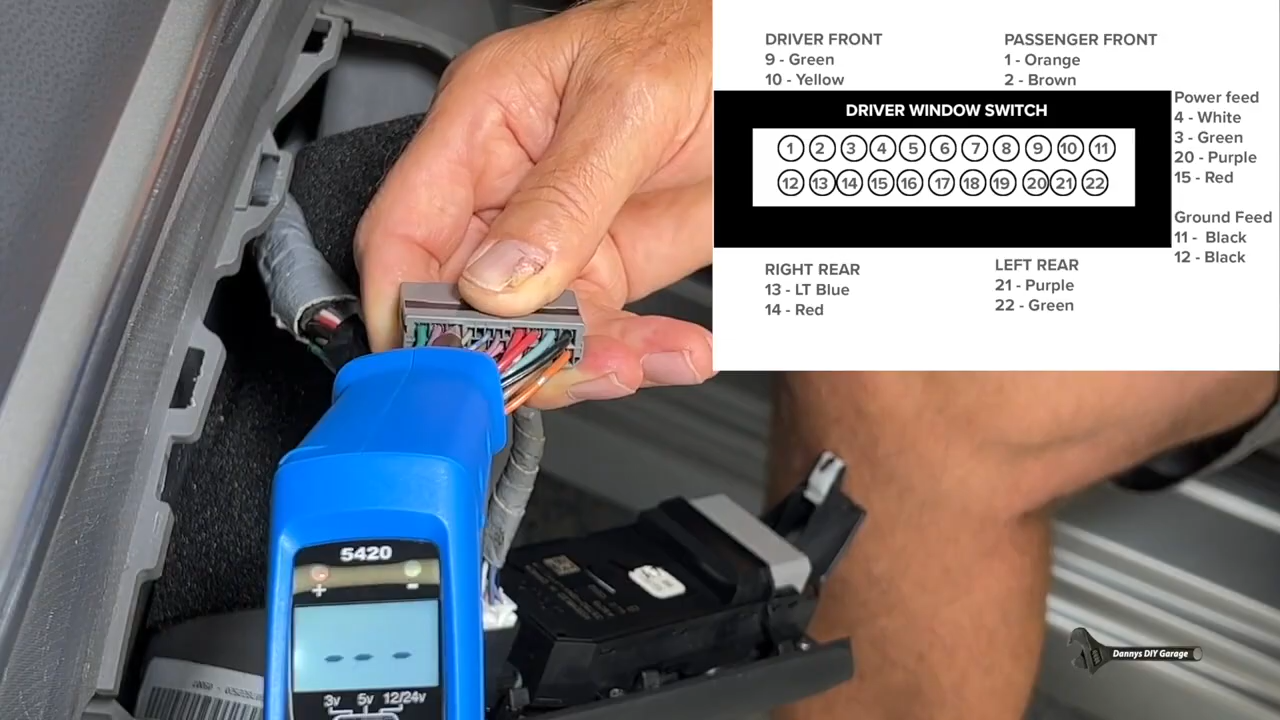 DRIVER FRONT
9 - Green
10 - Yellow
PASSENGER FRONT
1 - Orange
2 - Brown
DRIVER WINDOW SWITCH
1 2 3 4 5 6 7 8 9 10 11
12 13 14 15 16 17 18 19 20 21 22
Power feed
4 - White
3 - Green
20 - Purple
15 - Red
Ground Feed
11 - Black
12 - Black
RIGHT REAR
13 - LT Blue
14 - Red
LEFT REAR
21 - Purple
22 - Green
5420
+ -
- - -
3v 5v 12/24v
Dannys DIY Garage